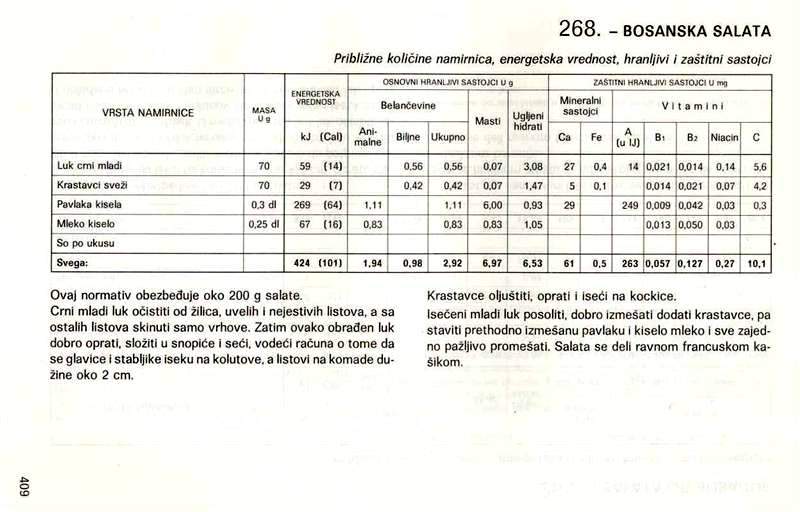 268. – BOSANSKA SALATA
Približne količine namirnica, energetska vrednost, hranljivi i zaštitni sastojci
VRSTA NAMIRNICE MASA U g ENERGETSKA VREDNOST OSNOVNI HRANLJIVI SASTOJCI U g ZAŠTITNI HRANLJIVI SASTOJCI U mg
Belančevine Masti Ugljeni hidrati Mineralni sastojci Vitamini
kJ (Cal) Ani-malne Biljne Ukupno Ca Fe A (u IJ) B1 B2 Niacin C
Luk crni mladi 70 59 (14) 0,56 0,56 0,07 3,08 27 0,4 14 0,021 0,014 0,14 5,6
Krastavci sveži 70 29 (7) 0,42 0,42 0,07 1,47 5 0,1 0,014 0,021 0,07 4,2
Pavlaka kisela 0,3 dl 269 (64) 1,11 1,11 6,00 0,93 29 249 0,009 0,042 0,03 0,3
Mleko kiselo 0,25 dl 67 (16) 0,83 0,83 0,83 1,05 0,013 0,050 0,03
So po ukusu
Svega: 424 (101) 1,94 0,98 2,92 6,97 6,53 61 0,5 263 0,057 0,127 0,27 10,1
Ovaj normativ obezbeđuje oko 200 g salate.
Crni mladi luk očistiti od žilica, uvelih i nejestivih listova, a sa
ostalih listova skinuti samo vrhove. Zatim ovako obrađen luk
dobro oprati, složiti u snopiće i seći, vodeći računa o tome da
se glavice i stabljike iseku na kolutove, a listovi na komade du-
žine oko 2 cm.
Krastavce oljuštiti, oprati i iseći na kockice.
Isečeni mladi luk posoliti, dobro izmešati dodati krastavce, pa
staviti prethodno izmešanu pavlaku i kiselo mleko i sve zajed-
no pažljivo promešati. Salata se deli ravnom francuskom ka-
šikom.
409